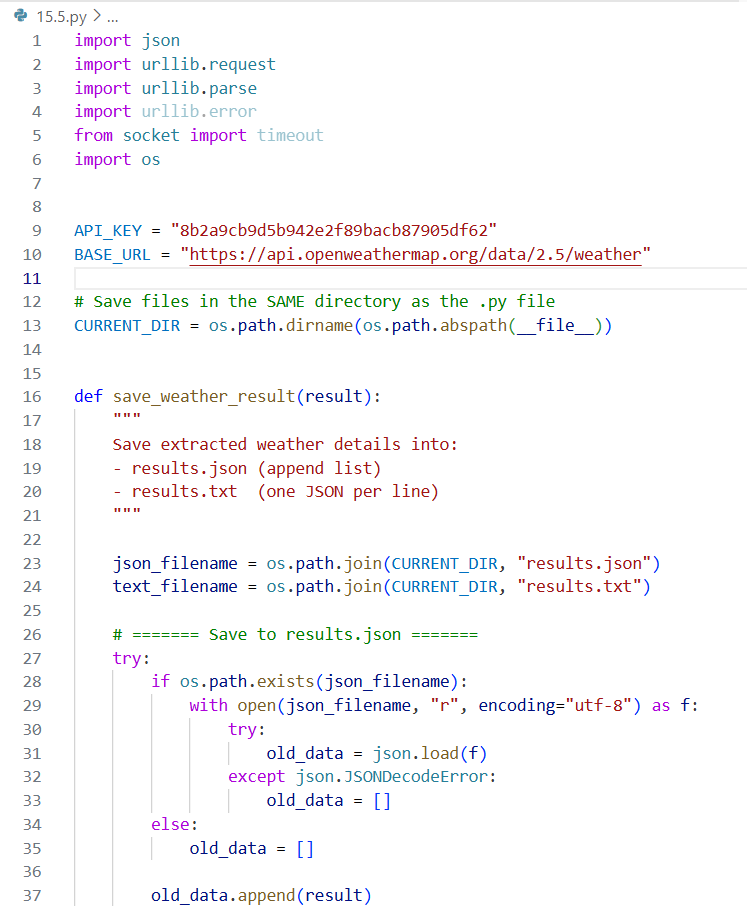 15.5.py > ...
1 import json
2 import urllib.request
3 import urllib.parse
4 import urllib.error
5 from socket import timeout
6 import os
7
8
9 API_KEY = "8b2a9cb9d5b942e2f89bacb87905df62"
10 BASE_URL = "https://api.openweathermap.org/data/2.5/weather"
11
12 # Save files in the SAME directory as the .py file
13 CURRENT_DIR = os.path.dirname(os.path.abspath(__file__))
14
15
16 def save_weather_result(result):
17     """
18     Save extracted weather details into:
19     - results.json (append list)
20     - results.txt  (one JSON per line)
21     """
22
23     json_filename = os.path.join(CURRENT_DIR, "results.json")
24     text_filename = os.path.join(CURRENT_DIR, "results.txt")
25
26     # ======= Save to results.json =======
27     try:
28         if os.path.exists(json_filename):
29             with open(json_filename, "r", encoding="utf-8") as f:
30                 try:
31                     old_data = json.load(f)
32                 except json.JSONDecodeError:
33                     old_data = []
34         else:
35             old_data = []
36
37         old_data.append(result)